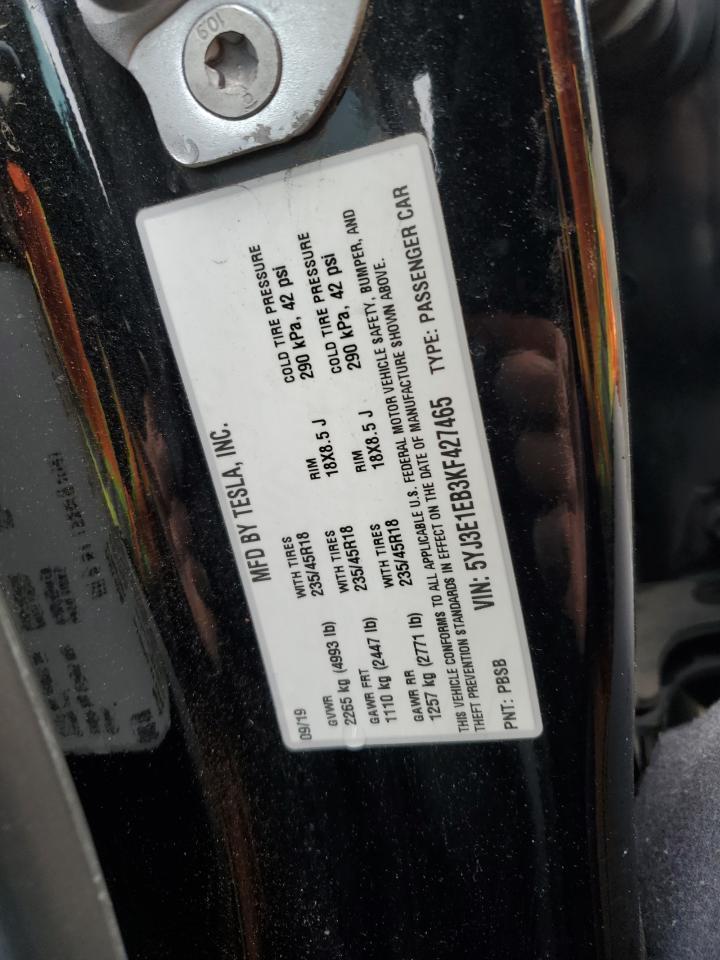 10.9
MFD BY TESLA, INC.
09/19
GVWR WITH TIRES RIM COLD TIRE PRESSURE
2265 kg (4993 lb) 235/45R18 18X8.5 J 290 kPa, 42 psi
GAWR FRT WITH TIRES RIM COLD TIRE PRESSURE
1110 kg (2447 lb) 235/45R18 18X8.5 J 290 kPa, 42 psi
GAWR RR WITH TIRES
1257 kg (2771 lb) 235/45R18
THIS VEHICLE CONFORMS TO ALL APPLICABLE U.S. FEDERAL MOTOR VEHICLE SAFETY, BUMPER, AND
THEFT PREVENTION STANDARDS IN EFFECT ON THE DATE OF MANUFACTURE SHOWN ABOVE.
VIN: 5YJ3E1EB3KF427465 TYPE: PASSENGER CAR
PNT: PBSB